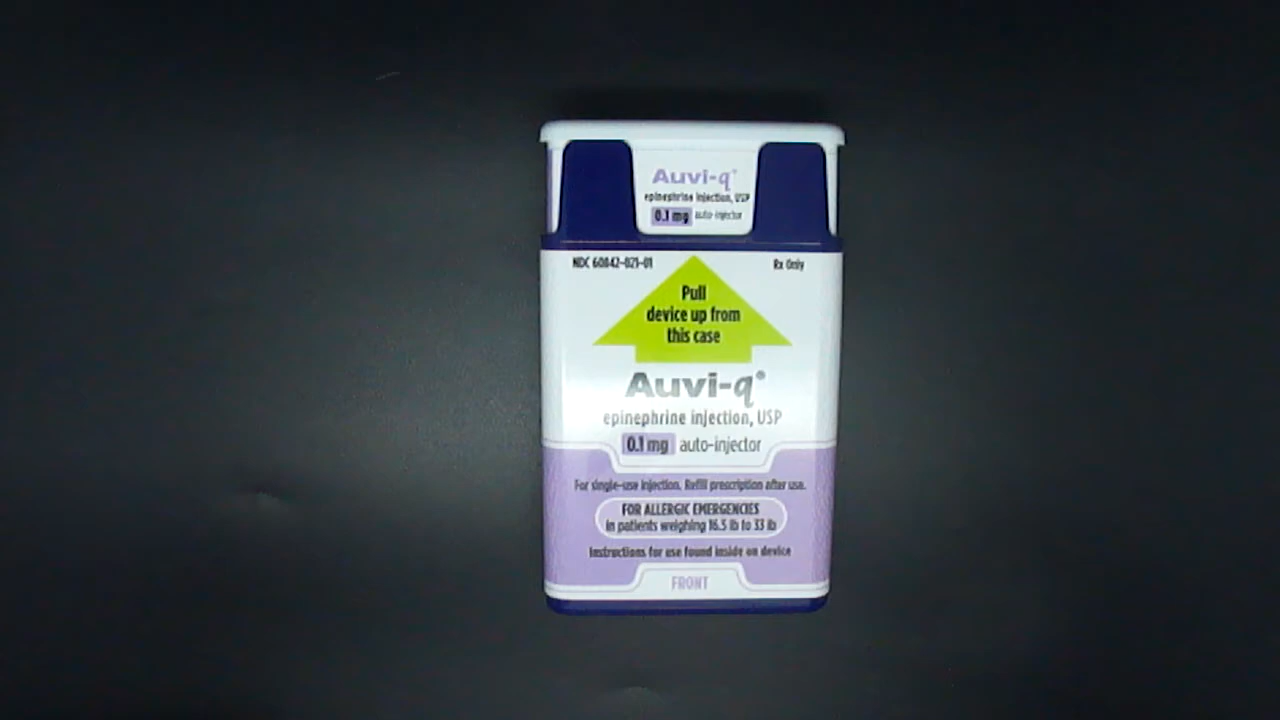 Auvi-q®
epinephrine injection, USP
0.1 mg auto-injector
NDC 60842-021-01 Rx Only
Pull
device up from
this case
Auvi-q®
epinephrine injection, USP
0.1 mg auto-injector
For single-use injection. Refill prescription after use.
FOR ALLERGIC EMERGENCIES
in patients weighing 16.5 lb to 33 lb
Instructions for use found inside on device
FRONT